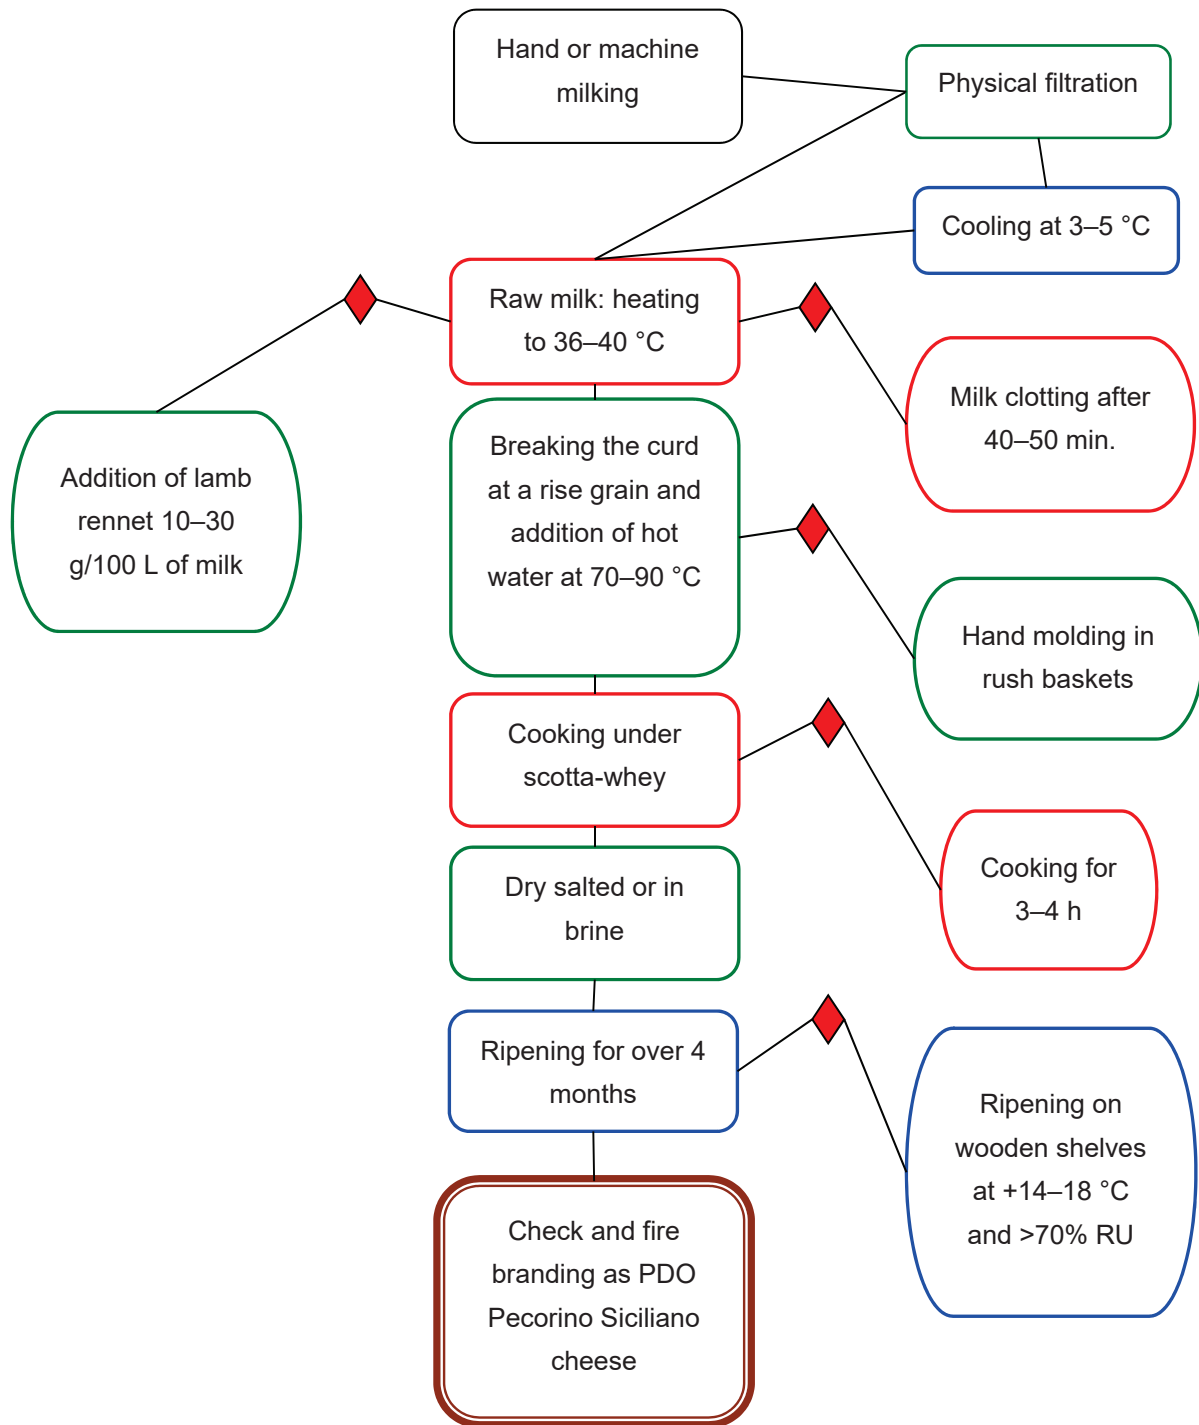 Hand or machine
milking
Physical filtration
Cooling at 3–5 °C
Raw milk: heating
to 36–40 °C
Addition of lamb
rennet 10–30
g/100 L of milk
Milk clotting after
40–50 min.
Breaking the curd
at a rise grain and
addition of hot
water at 70–90 °C
Hand molding in
rush baskets
Cooking under
scotta-whey
Cooking for
3–4 h
Dry salted or in
brine
Ripening for over 4
months
Ripening on
wooden shelves
at +14–18 °C
and >70% RU
Check and fire
branding as PDO
Pecorino Siciliano
cheese